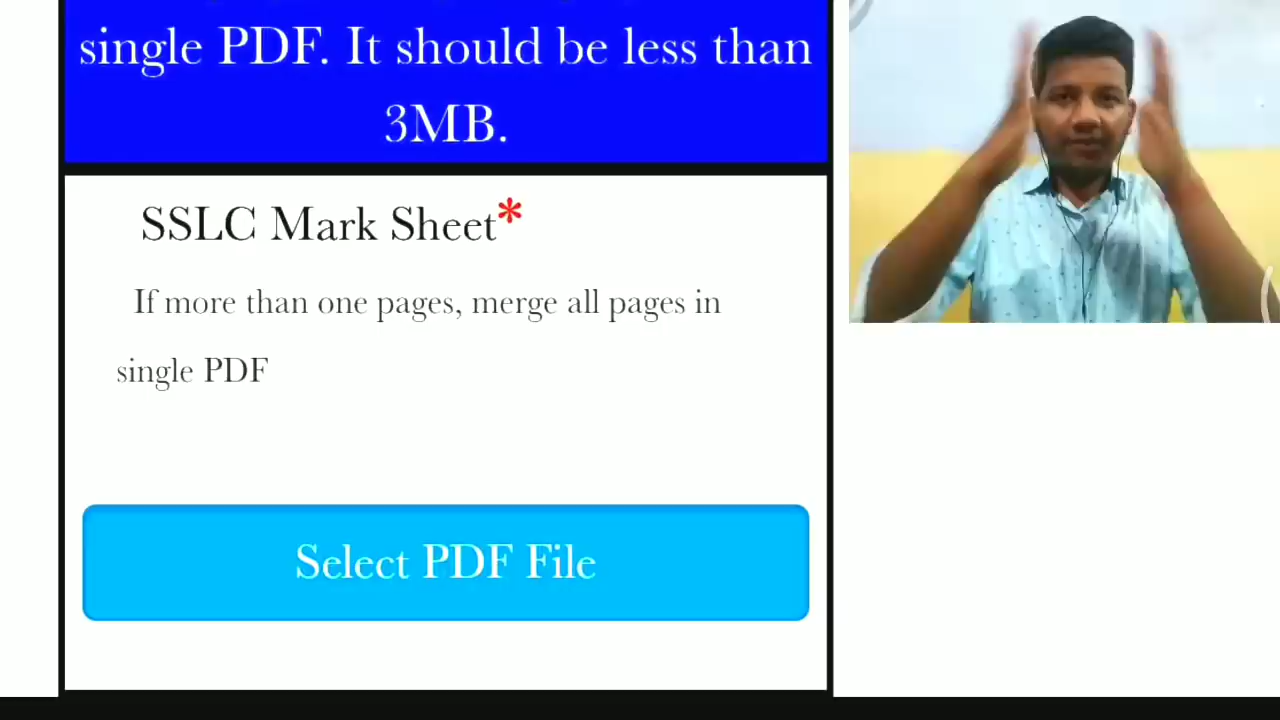 single PDF. It should be less than
3MB.
SSLC Mark Sheet*
If more than one pages, merge all pages in
single PDF
Select PDF File